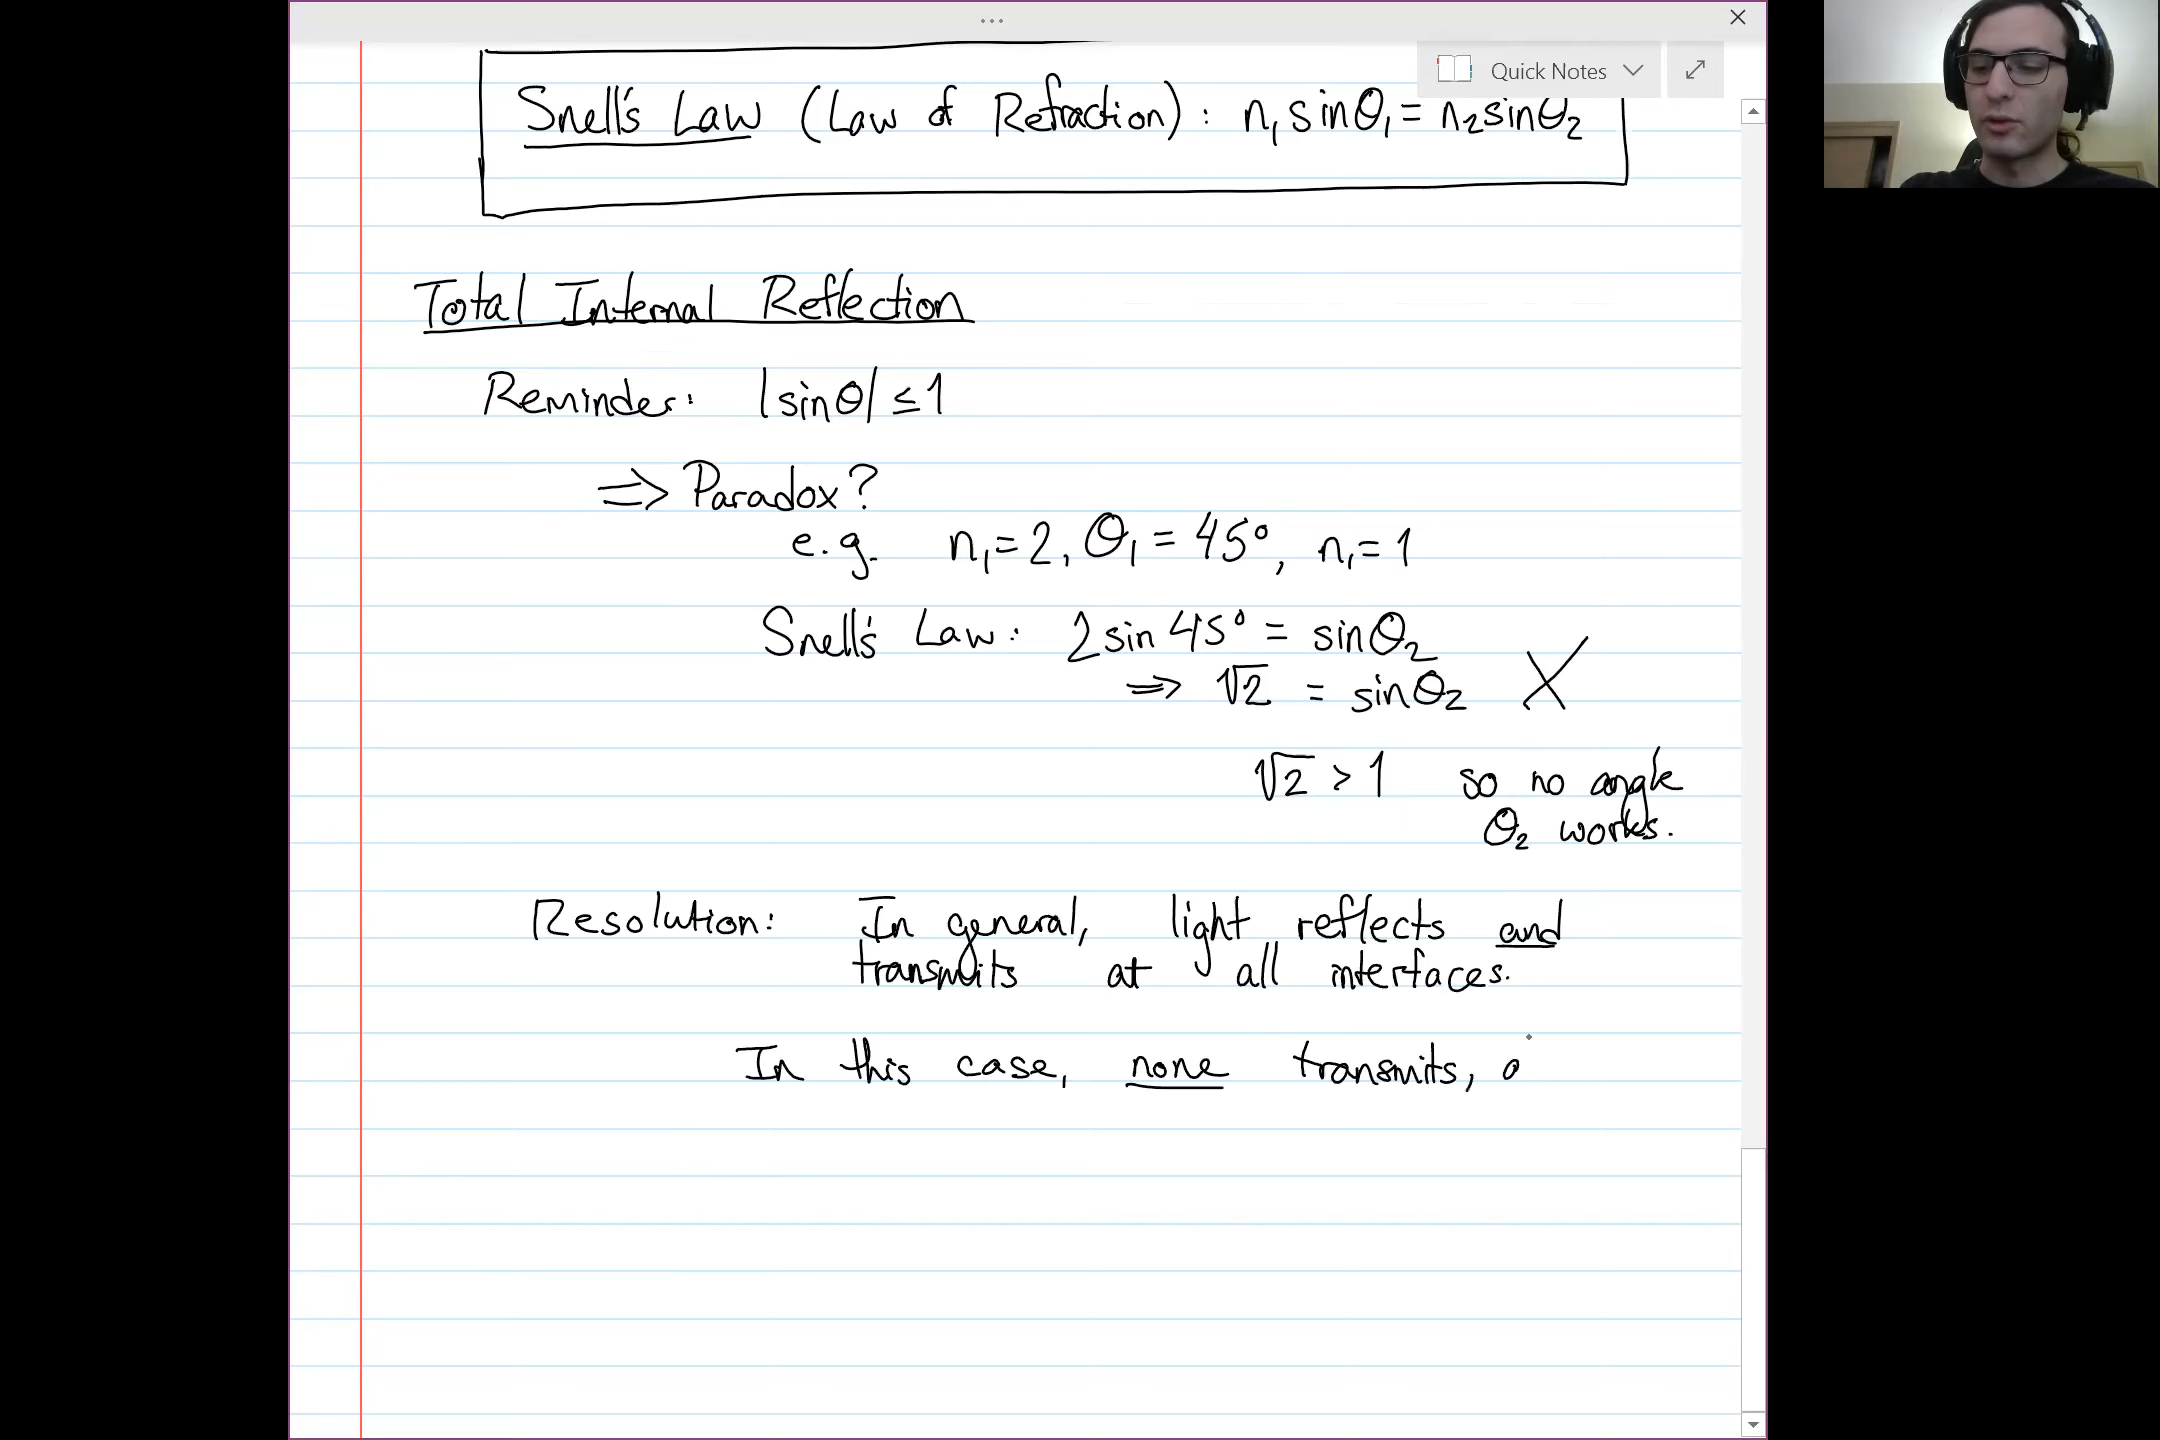 Quick Notes
Snell's Law (Law of Refraction): n₁sinθ₁ = n₂sinθ₂
Total Internal Reflection
Reminder: |sinθ| ≤ 1
⇒ Paradox?
e.g. n₁ = 2, θ₁ = 45°, n₁ = 1
Snell's Law: 2 sin 45° = sinθ₂
⇒ √2 = sinθ₂ X
√2 > 1 so no angle
θ₂ works.
Resolution: In general, light reflects and
transmits at all interfaces.
In this case, none transmits, a